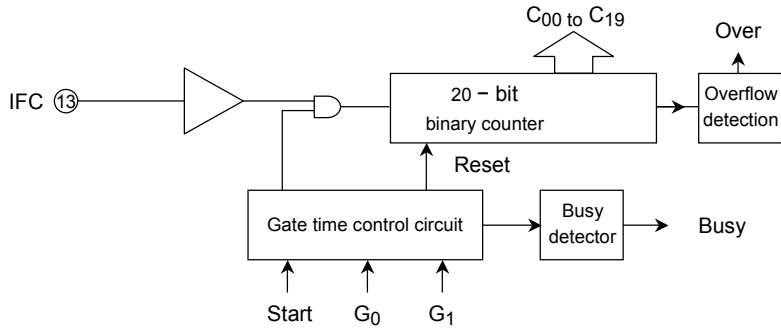 C00 to C19
Over
IFC 13
20 − bit
binary counter
Overflow
detection
Reset
Gate time control circuit
Busy
detector
Busy
Start
G0
G1